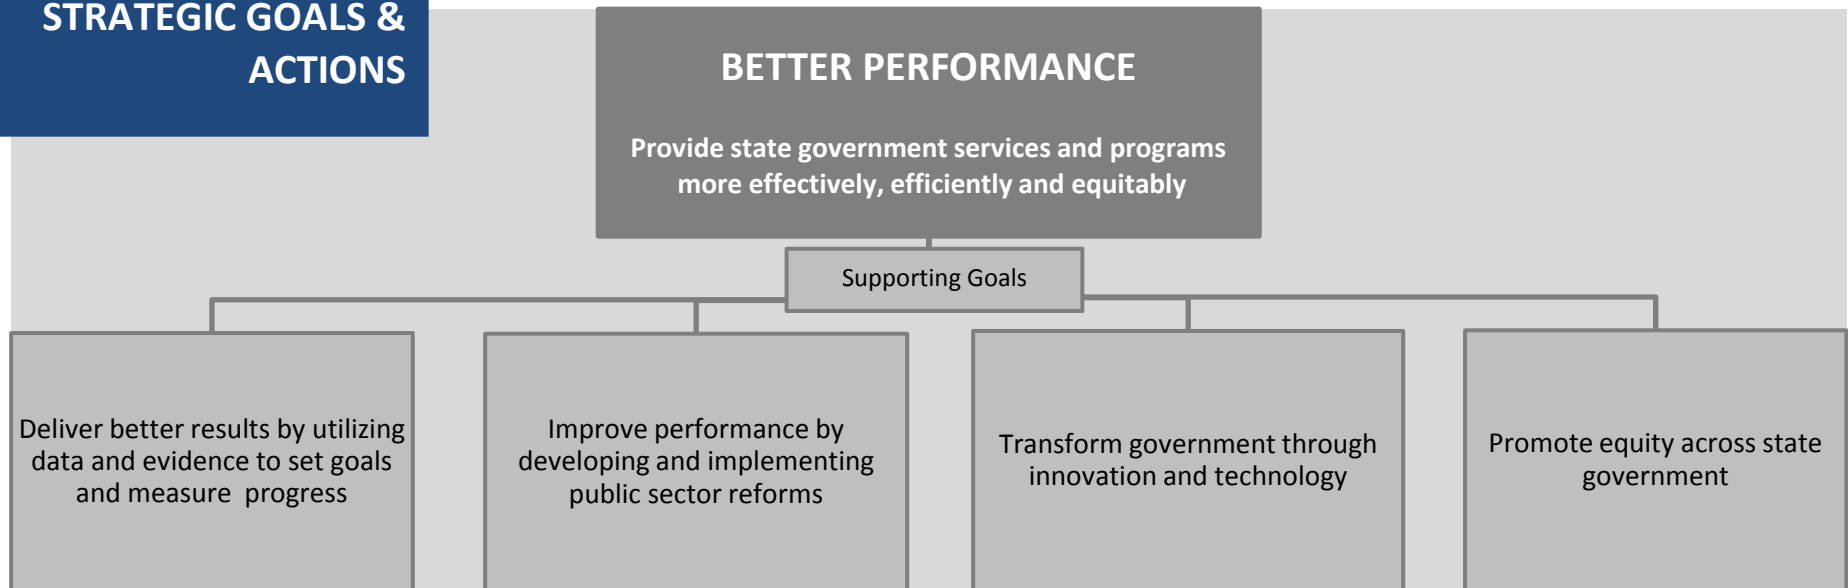 STRATEGIC GOALS &
ACTIONS
BETTER PERFORMANCE
Provide state government services and programs
more effectively, efficiently and equitably
Supporting Goals
Deliver better results by utilizing
data and evidence to set goals
and measure progress
Improve performance by
developing and implementing
public sector reforms
Transform government through
innovation and technology
Promote equity across state
government